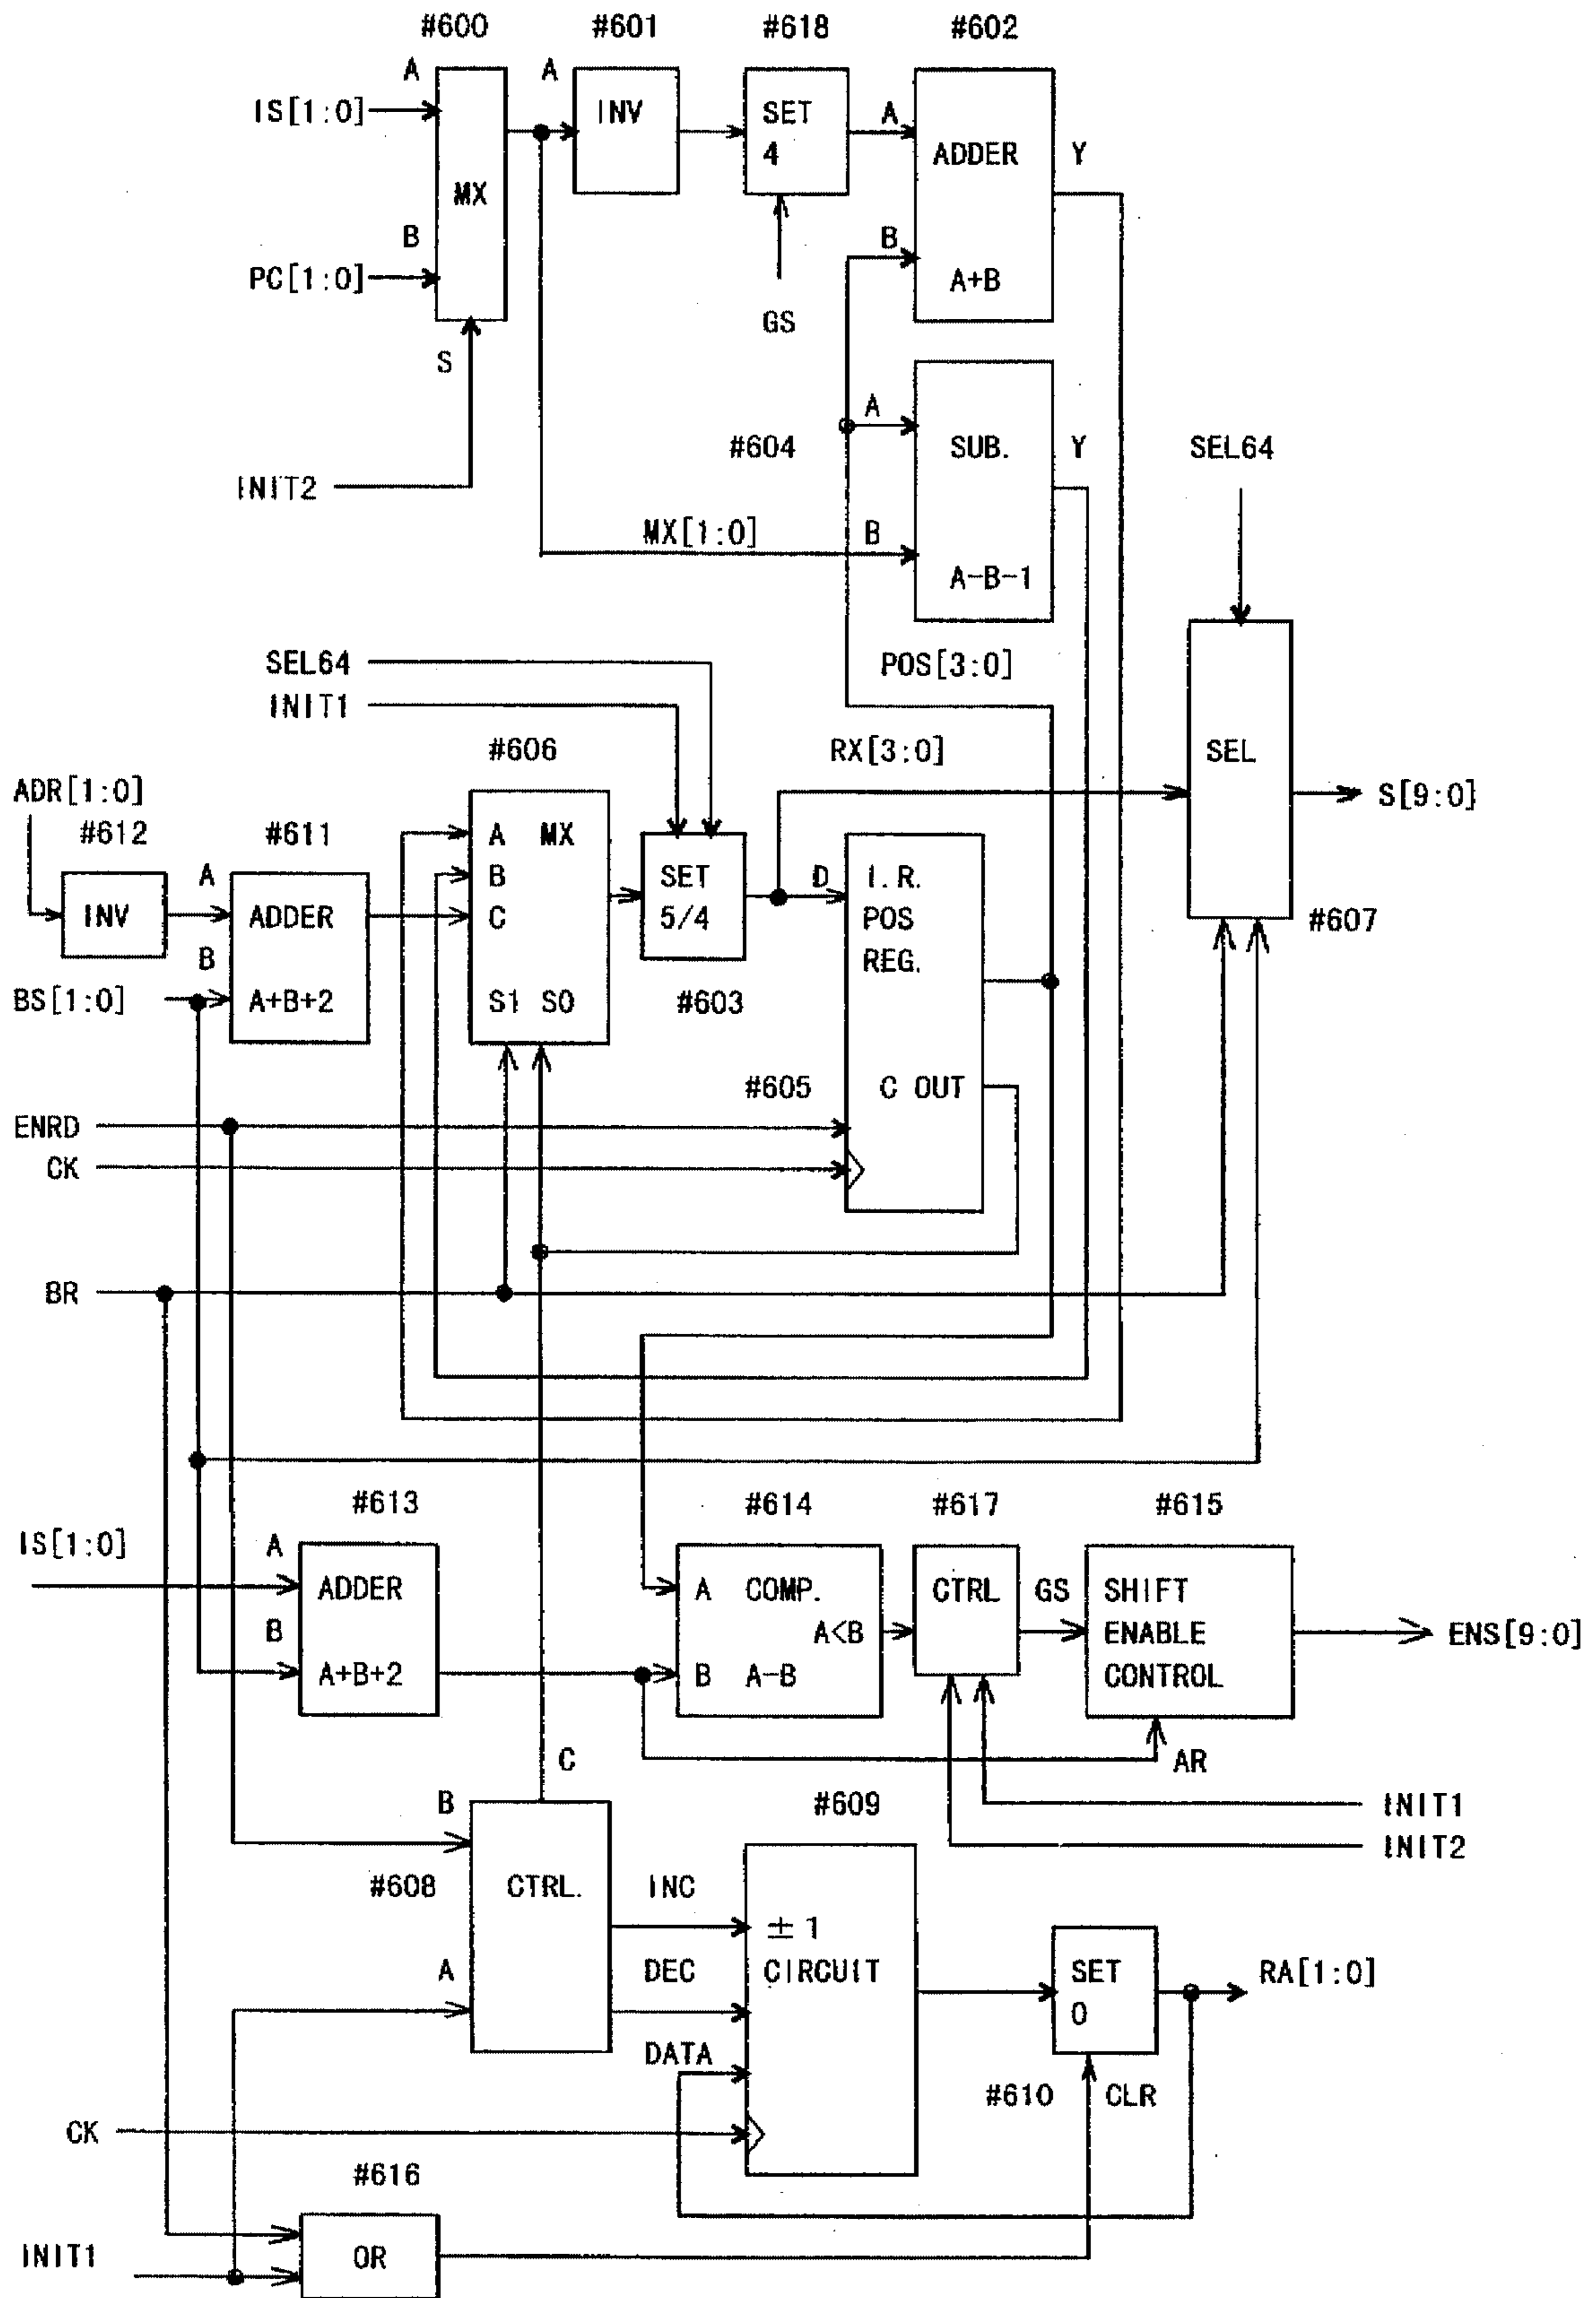 #600 #601 #618 #602
A A
IS[1:0] INV SET A
4 ADDER Y
MX
B B
PC[1:0] A+B
GS
S
A
#604 SUB. Y SEL64
INIT2
MX[1:0] B
A-B-1
SEL64 POS[3:0]
INIT1
#606 RX[3:0] SEL
ADR[1:0] S[9:0]
#612 #611 A MX
A B SET D I.R.
INV ADDER C 5/4 POS #607
B REG.
BS[1:0] A+B+2 S1 S0 #603
#605 C OUT
ENRD
CK
BR
#613 #614 #617 #615
IS[1:0] A
ADDER A COMP. CTRL GS SHIFT
B A<B ENABLE ENS[9:0]
A+B+2 B A-B CONTROL
C AR
B #609 INIT1
INIT2
#608 CTRL. INC
±1
A DEC CIRCUIT SET RA[1:0]
0
DATA
#610 CLR
CK
#616
INIT1 OR